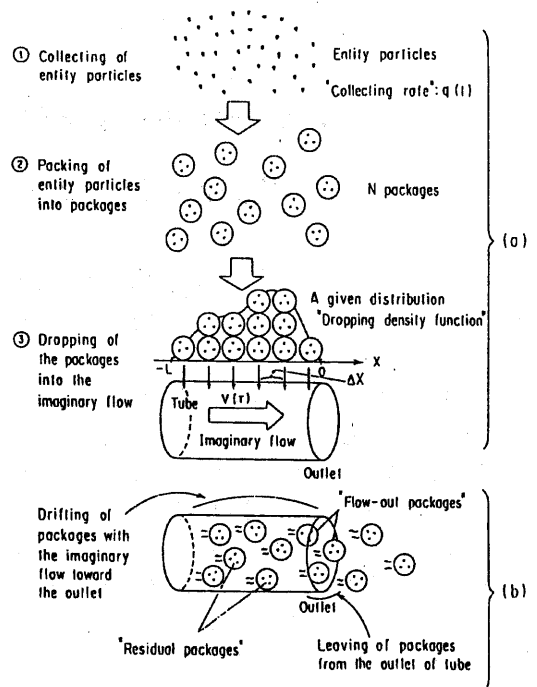 ① Collecting of
entity particles
Entity particles
"Collecting rate": q(t)
② Packing of
entity particles
into packages
N packages
(a)
A given distribution
"Dropping density function"
③ Dropping of
the packages
into the
imaginary flow
-L
0
X
ΔX
Tube
V(τ)
Imaginary flow
Outlet
Drifting of
packages with
the imaginary
flow toward
the outlet
"Flow-out packages"
(b)
Outlet
"Residual packages"
Leaving of packages
from the outlet of tube